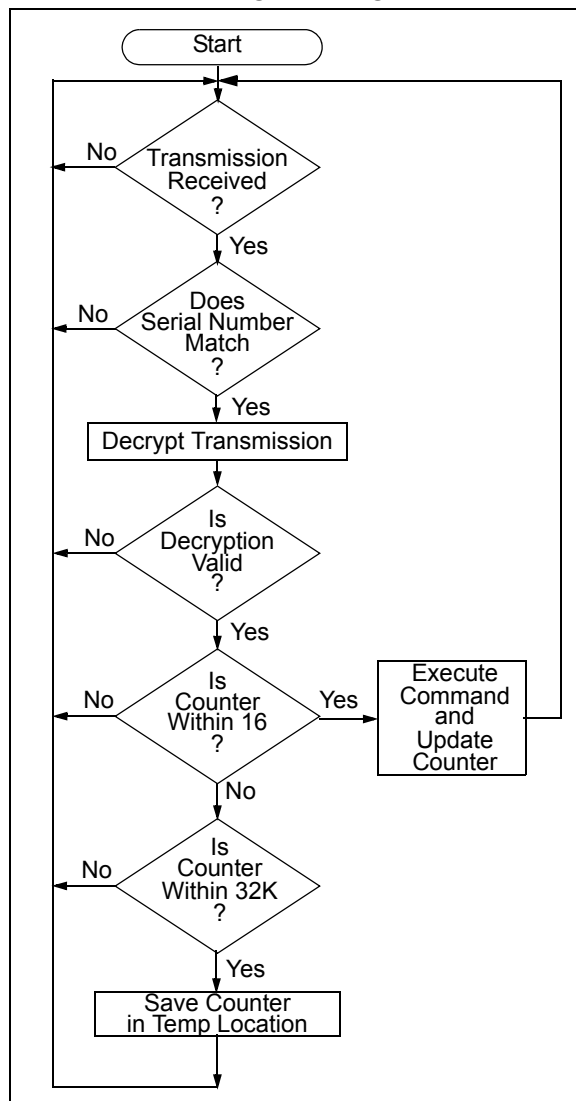 Start
No
Transmission
Received
?
Yes
No
Does
Serial Number
Match
?
Yes
Decrypt Transmission
No
Is
Decryption
Valid
?
Yes
No
Is
Counter
Within 16
?
Yes
Execute
Command
and
Update
Counter
No
No
Is
Counter
Within 32K
?
Yes
Save Counter
in Temp Location